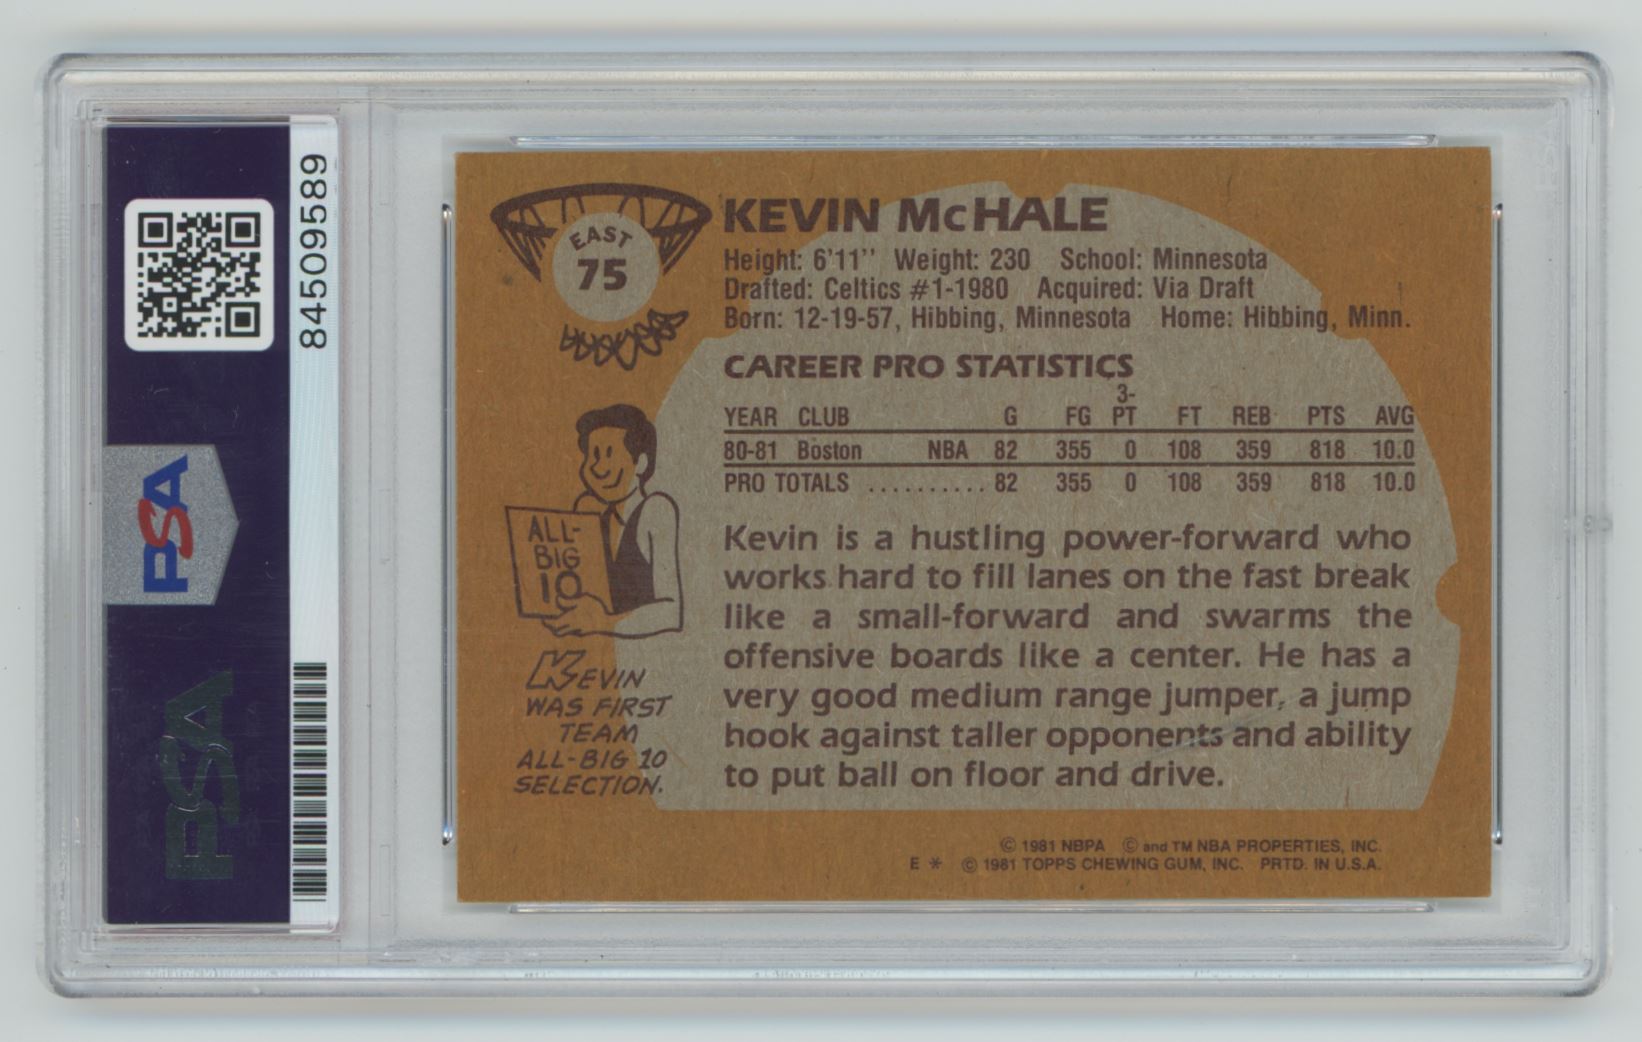 84509589
PSA
PSA
EAST
75
KEVIN McHALE
Height: 6'11'' Weight: 230 School: Minnesota
Drafted: Celtics #1-1980 Acquired: Via Draft
Born: 12-19-57, Hibbing, Minnesota Home: Hibbing, Minn.
CAREER PRO STATISTICS
YEAR CLUB G FG 3-PT FT REB PTS AVG
80-81 Boston NBA 82 355 0 108 359 818 10.0
PRO TOTALS .......... 82 355 0 108 359 818 10.0
ALL-
BIG
10
KEVIN
WAS FIRST
TEAM
ALL-BIG 10
SELECTION.
Kevin is a hustling power-forward who
works hard to fill lanes on the fast break
like a small-forward and swarms the
offensive boards like a center. He has a
very good medium range jumper, a jump
hook against taller opponents and ability
to put ball on floor and drive.
© 1981 NBPA © and TM NBA PROPERTIES, INC.
E * © 1981 TOPPS CHEWING GUM, INC. PRTD. IN U.S.A.